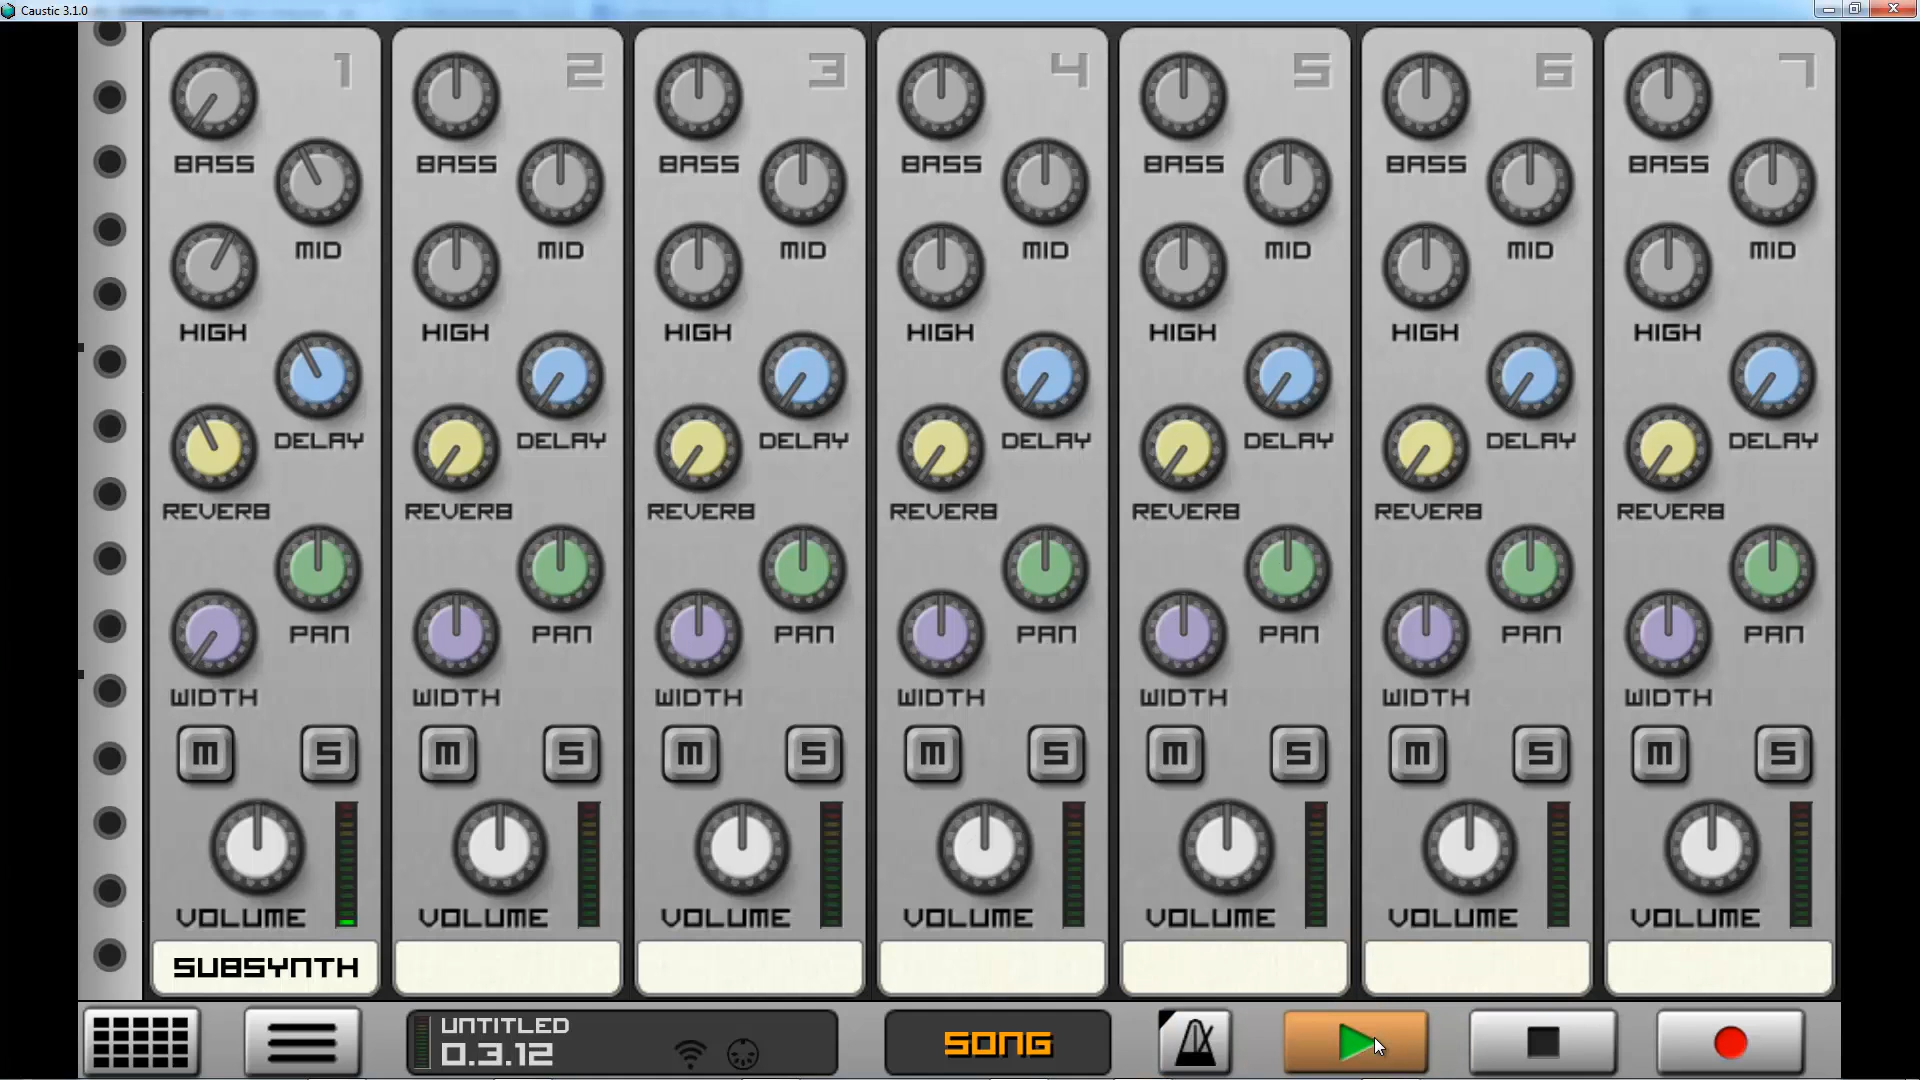 Caustic 3.1.0
1 2 3 4 5 6 7
BASS BASS BASS BASS BASS BASS BASS
MID MID MID MID MID MID MID
HIGH HIGH HIGH HIGH HIGH HIGH HIGH
DELAY DELAY DELAY DELAY DELAY DELAY DELAY
REVERB REVERB REVERB REVERB REVERB REVERB REVERB
PAN PAN PAN PAN PAN PAN PAN
WIDTH WIDTH WIDTH WIDTH WIDTH WIDTH WIDTH
M S M S M S M S M S M S M S
VOLUME VOLUME VOLUME VOLUME VOLUME VOLUME VOLUME
SUBSYNTH
UNTITLED
0.3.12
SONG